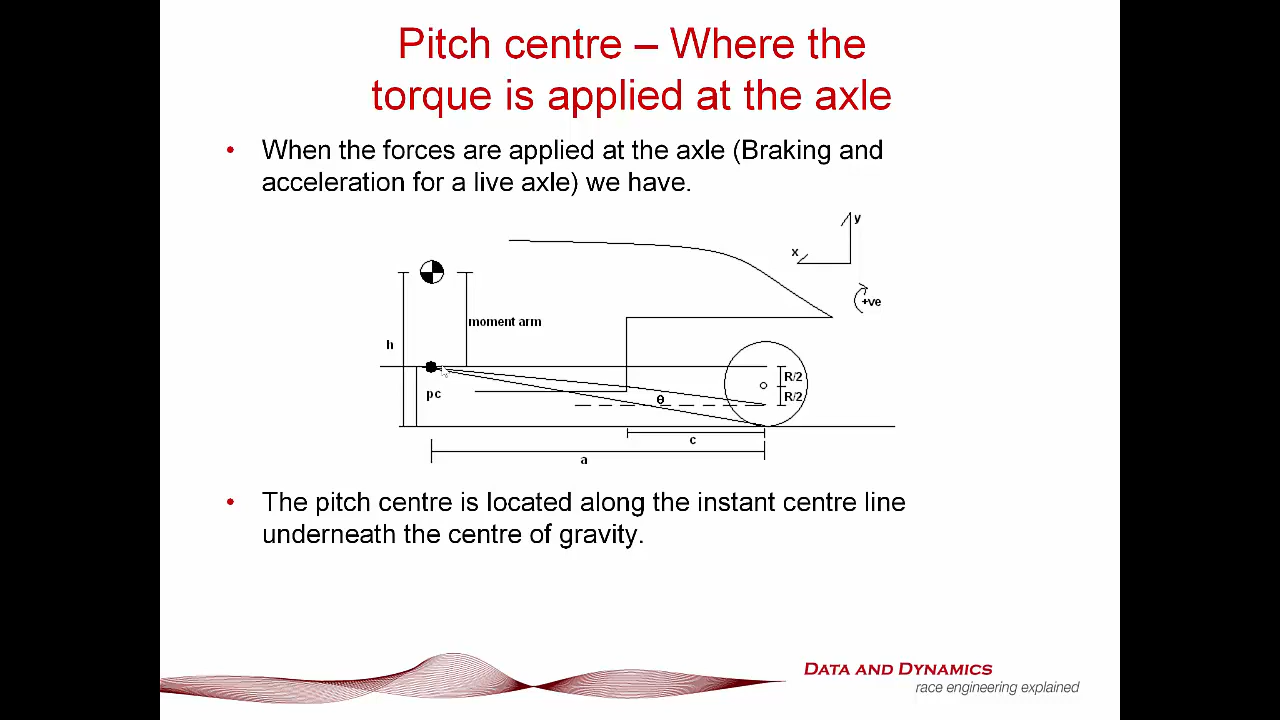 Pitch centre – Where the
torque is applied at the axle
• When the forces are applied at the axle (Braking and
acceleration for a live axle) we have.
y
x
+ve
moment arm
h
R/2
pc
θ
R/2
c
a
• The pitch centre is located along the instant centre line
underneath the centre of gravity.
DATA AND DYNAMICS
race engineering explained